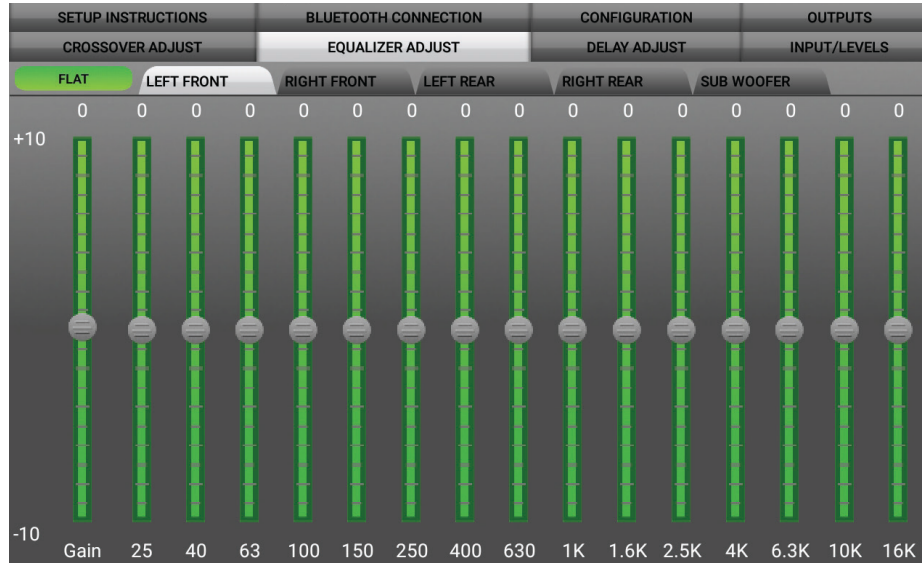 SETUP INSTRUCTIONS BLUETOOTH CONNECTION CONFIGURATION OUTPUTS
CROSSOVER ADJUST EQUALIZER ADJUST DELAY ADJUST INPUT/LEVELS
FLAT LEFT FRONT RIGHT FRONT LEFT REAR RIGHT REAR SUB WOOFER
0 0 0 0 0 0 0 0 0 0 0 0 0 0 0
+10
-10
Gain 25 40 63 100 150 250 400 630 1K 1.6K 2.5K 4K 6.3K 10K 16K